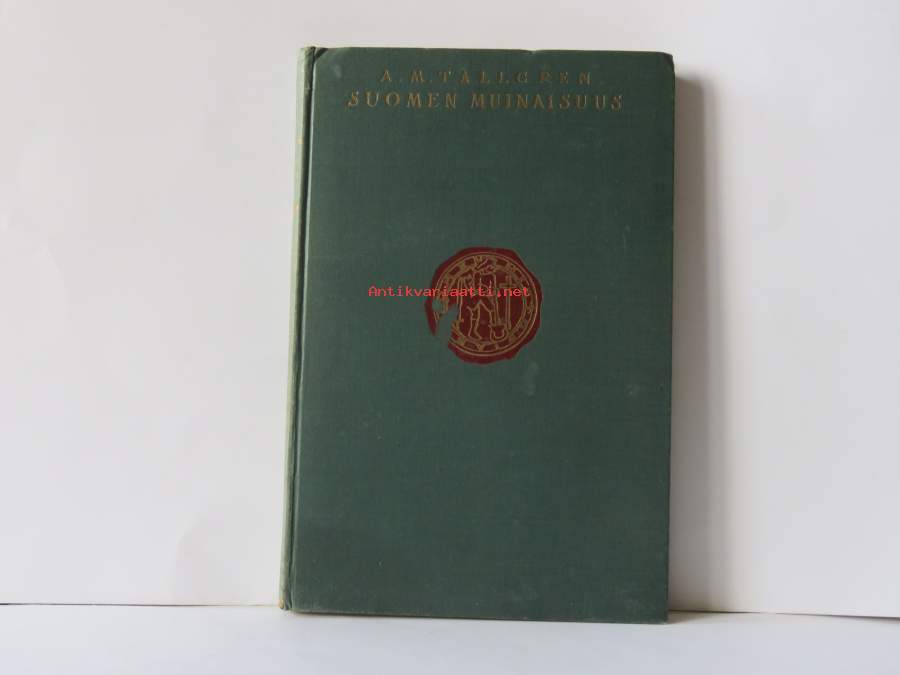 A. M. TALLGREN
SUOMEN MUINAISUUS
Antikvariaatti.net